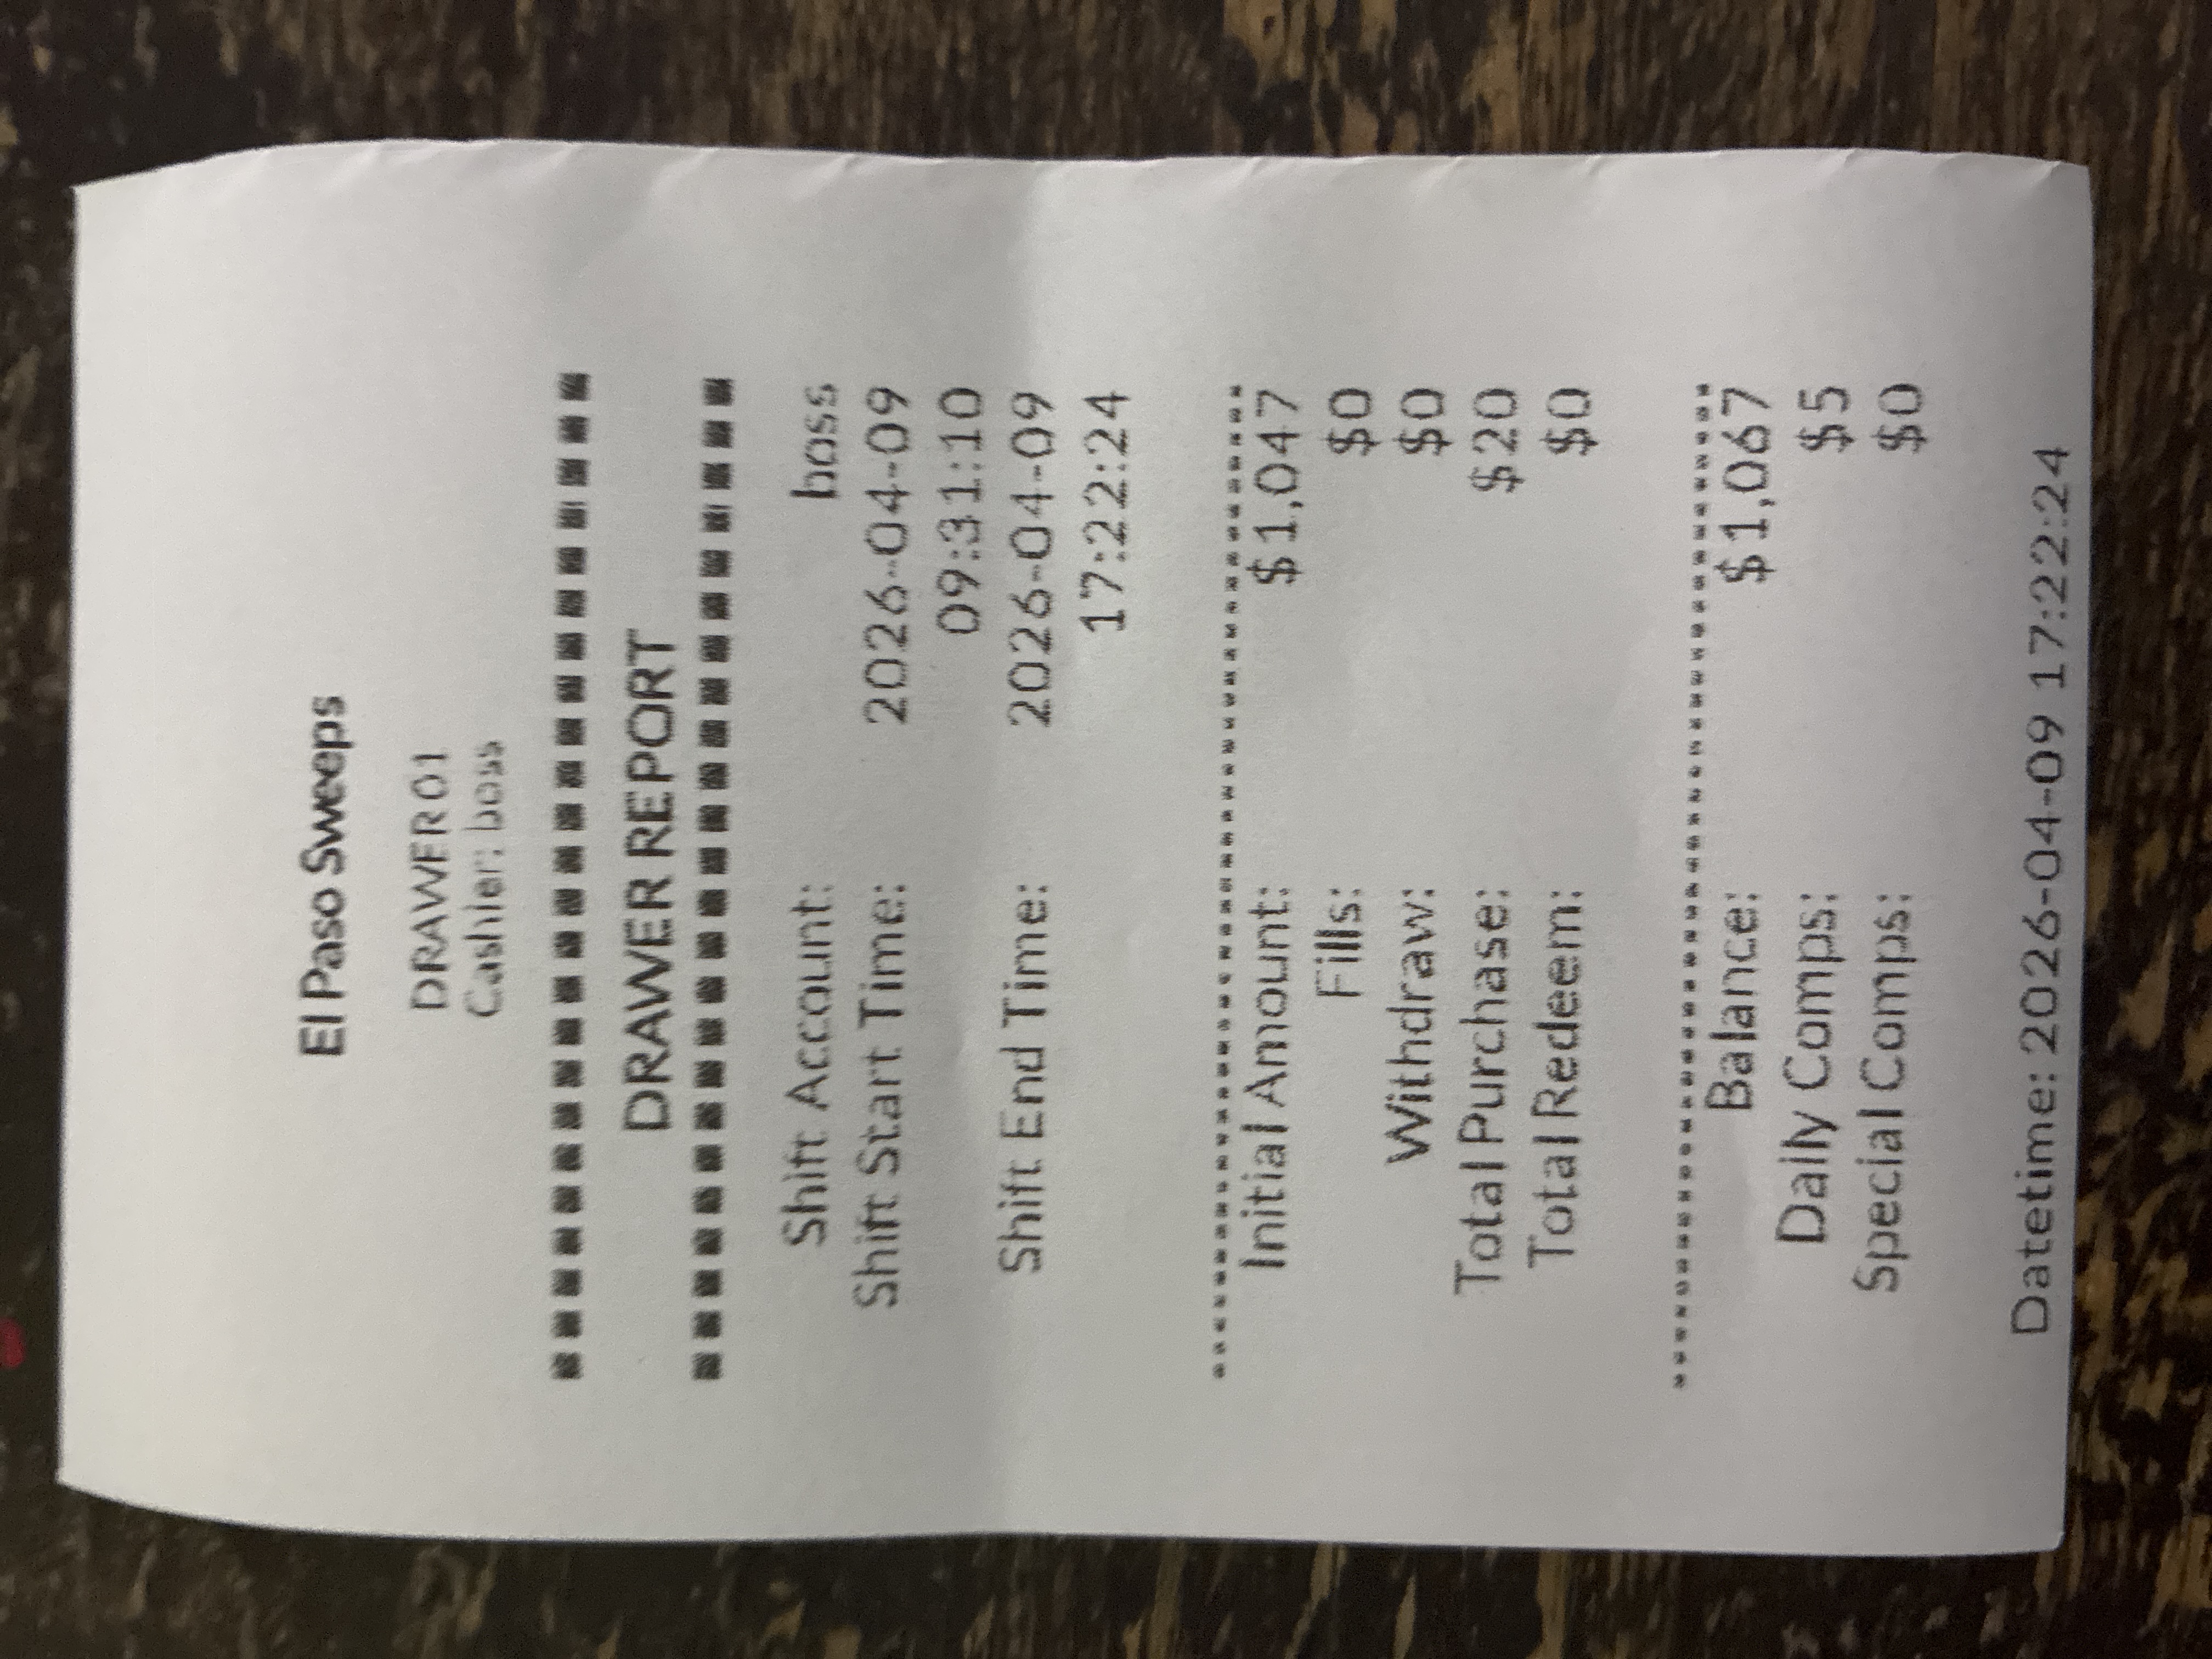 El Paso Sweeps
DRAWER 01
Cashier: boss
DRAWER REPORT
Shift Account: boss
Shift Start Time: 2026-04-09
09:31:10
Shift End Time: 2026-04-09
17:22:24
Initial Amount: $1,047
Fills: $0
Withdraw: $0
Total Purchase: $20
Total Redeem: $0
Balance: $1,067
Daily Comps: $5
Special Comps: $0
Datetime: 2026-04-09 17:22:24